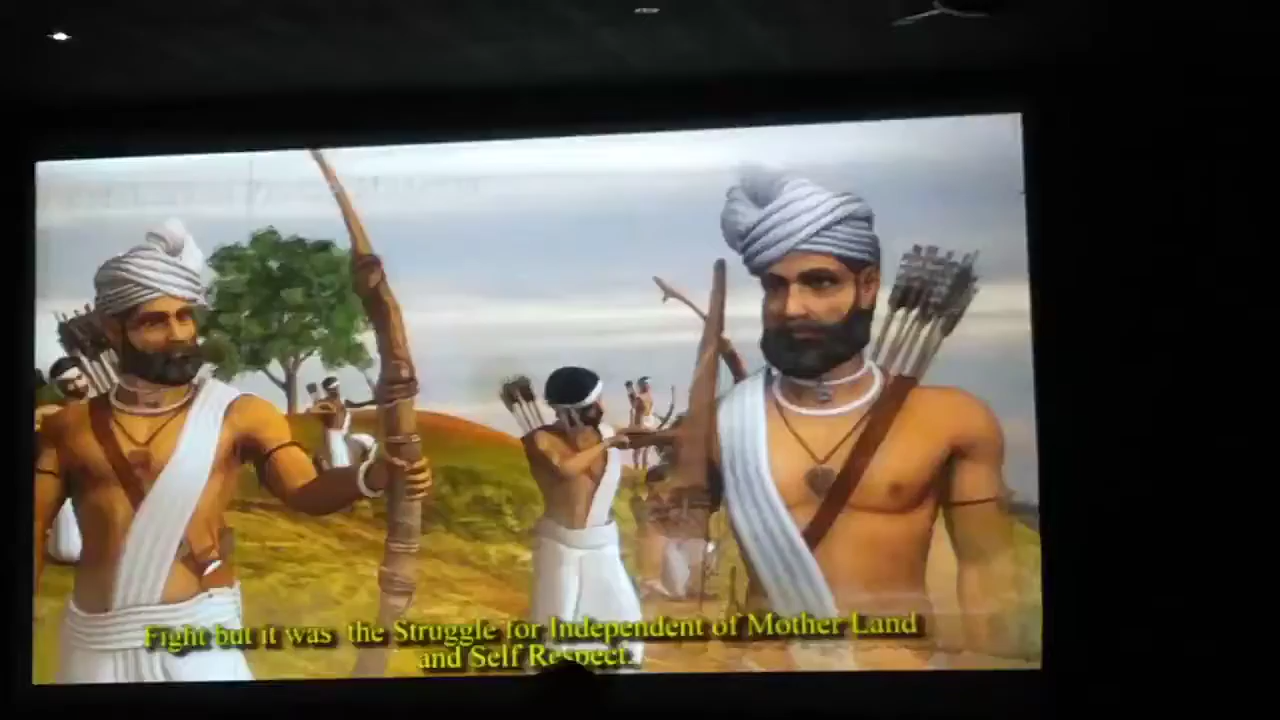 Fight but it was the Struggle for Independent of Mother Land
and Self Respect.